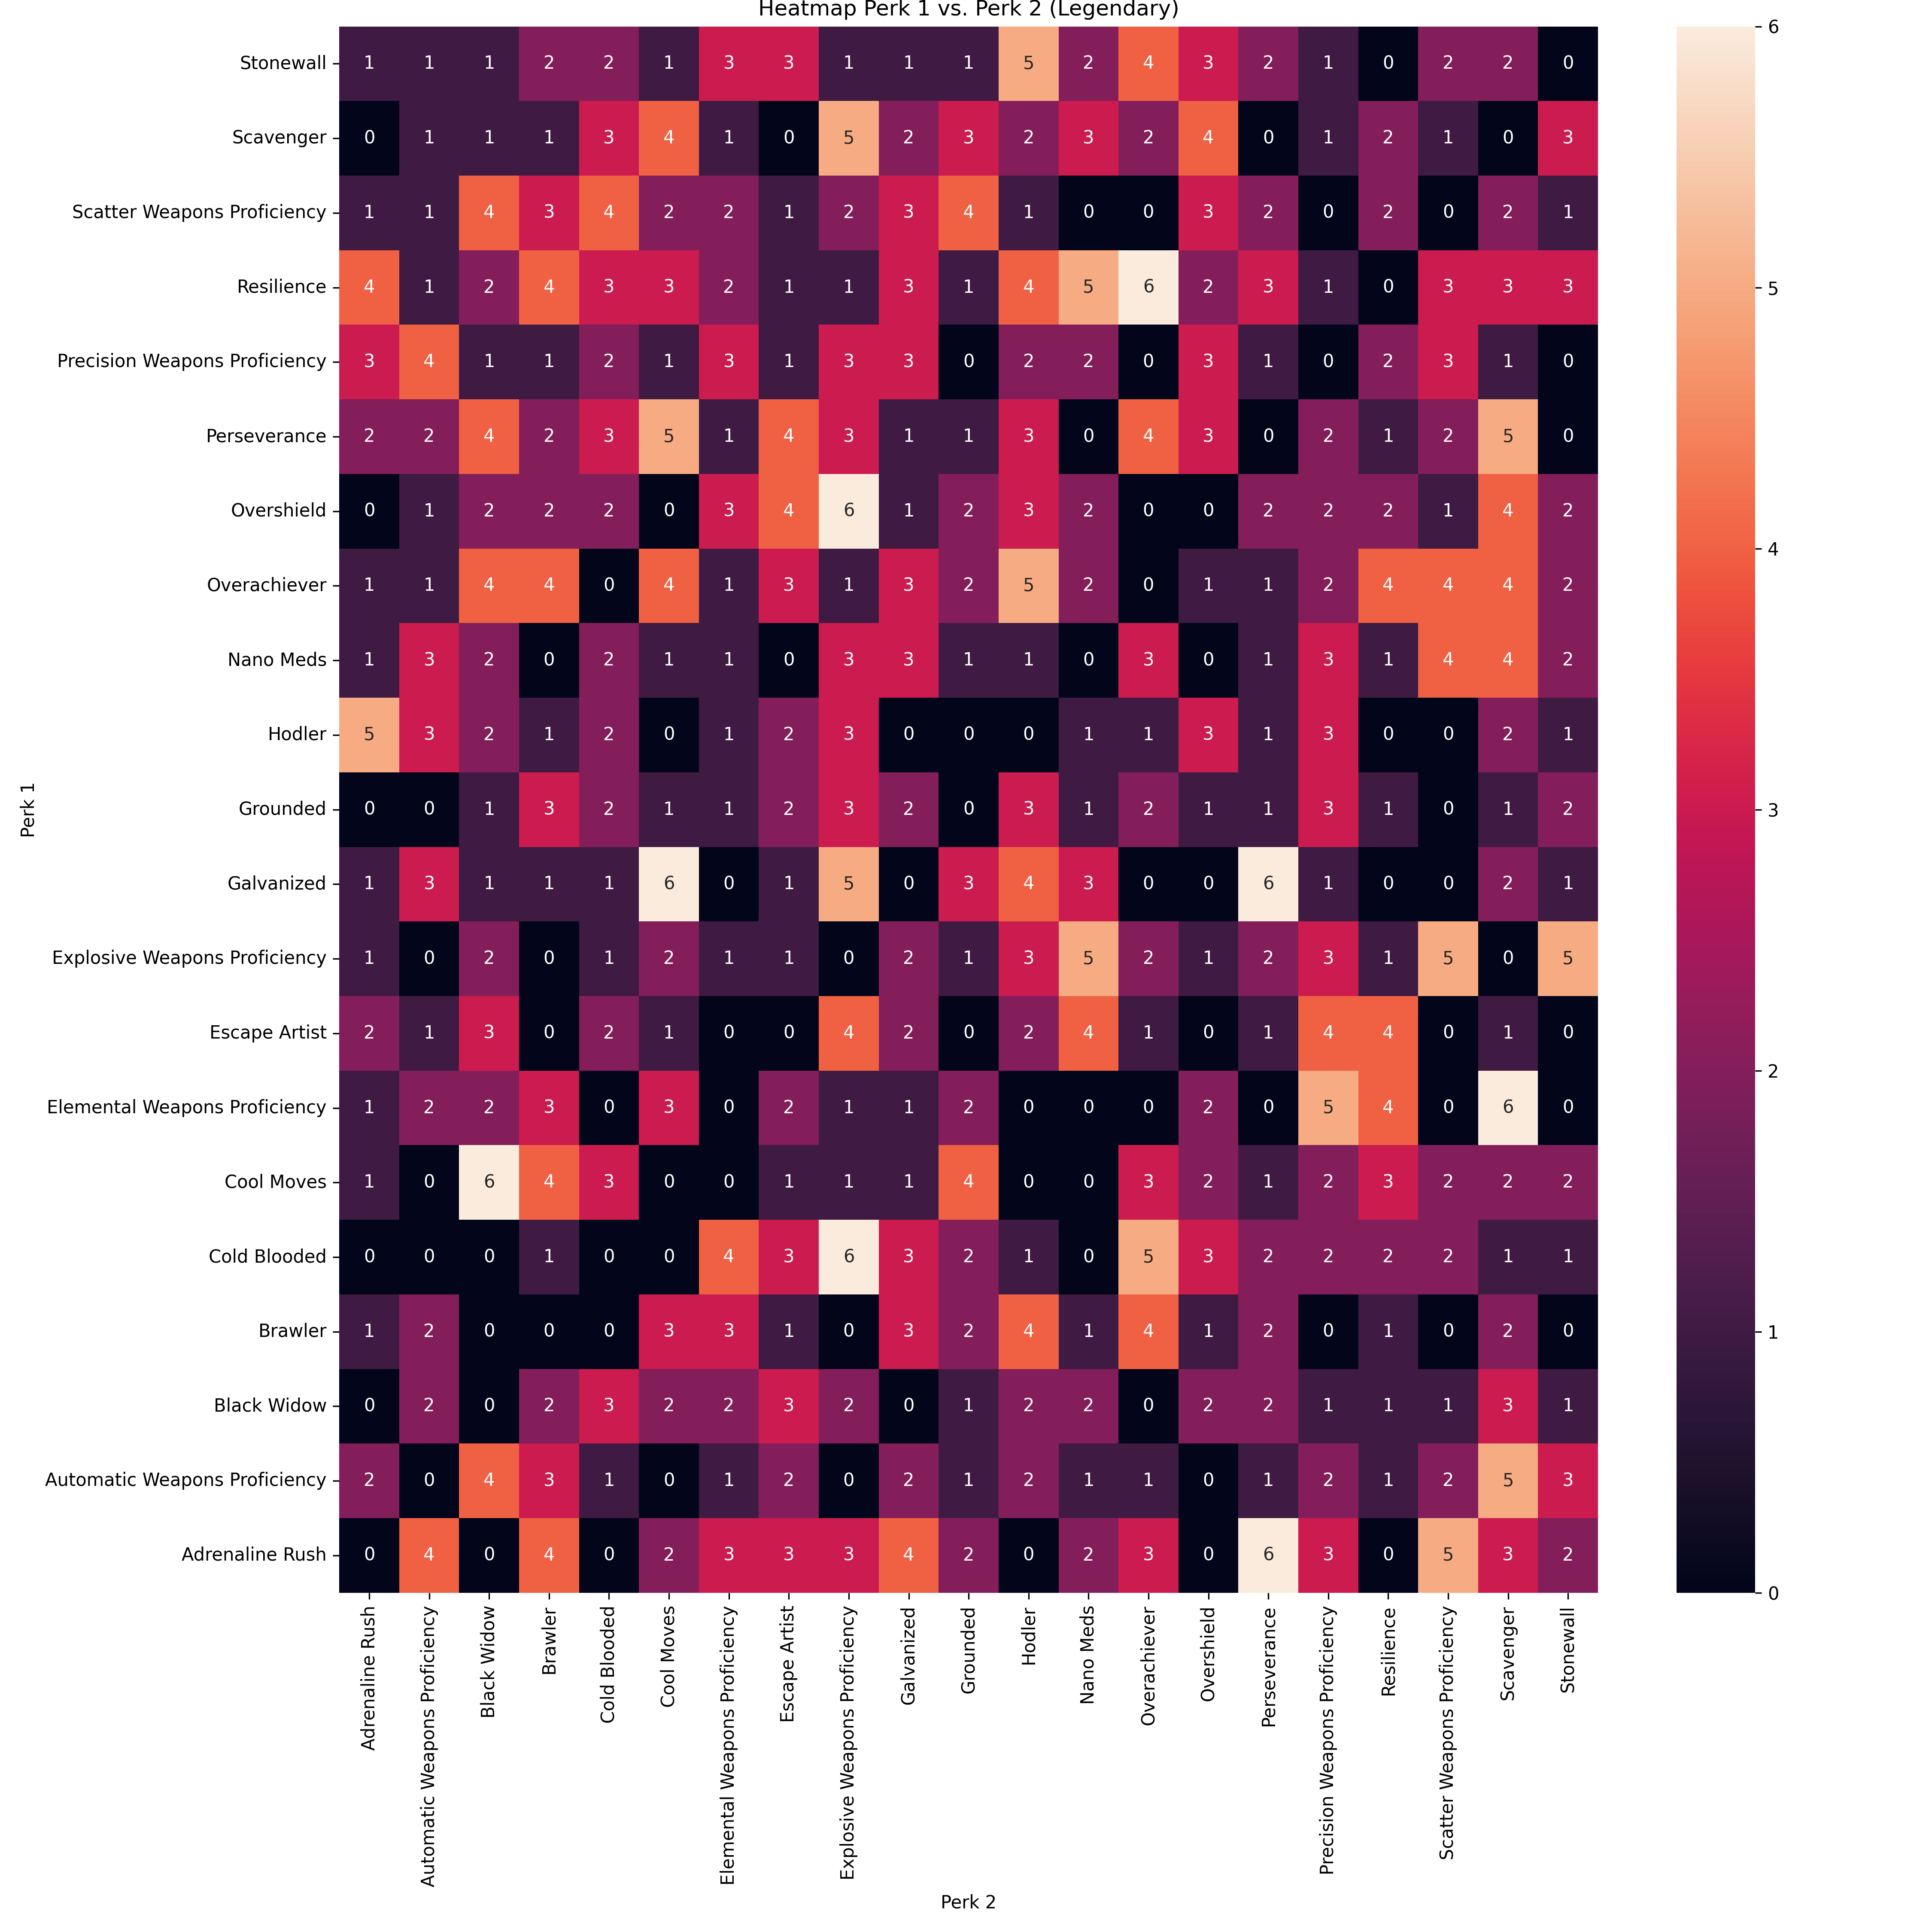 Heatmap Perk 1 vs. Perk 2 (Legendary)
Stonewall 1 1 1 2 2 1 3 3 1 1 1 5 2 4 3 2 1 0 2 2 0
Scavenger 0 1 1 1 3 4 1 0 5 2 3 2 3 2 4 0 1 2 1 0 3
Scatter Weapons Proficiency 1 1 4 3 4 2 2 1 2 3 4 1 0 0 3 2 0 2 0 2 1
Resilience 4 1 2 4 3 3 2 1 1 3 1 4 5 6 2 3 1 0 3 3 3
Precision Weapons Proficiency 3 4 1 1 2 1 3 1 3 3 0 2 2 0 3 1 0 2 3 1 0
Perseverance 2 2 4 2 3 5 1 4 3 1 1 3 0 4 3 0 2 1 2 5 0
Overshield 0 1 2 2 2 0 3 4 6 1 2 3 2 0 0 2 2 2 1 4 2
Overachiever 1 1 4 4 0 4 1 3 1 3 2 5 2 0 1 1 2 4 4 4 2
Nano Meds 1 3 2 0 2 1 1 0 3 3 1 1 0 3 0 1 3 1 4 4 2
Hodler 5 3 2 1 2 0 1 2 3 0 0 0 1 1 3 1 3 0 0 2 1
Grounded 0 0 1 3 2 1 1 2 3 2 0 3 1 2 1 1 3 1 0 1 2
Galvanized 1 3 1 1 1 6 0 1 5 0 3 4 3 0 0 6 1 0 0 2 1
Explosive Weapons Proficiency 1 0 2 0 1 2 1 1 0 2 1 3 5 2 1 2 3 1 5 0 5
Escape Artist 2 1 3 0 2 1 0 0 4 2 0 2 4 1 0 1 4 4 0 1 0
Elemental Weapons Proficiency 1 2 2 3 0 3 0 2 1 1 2 0 0 0 2 0 5 4 0 6 0
Cool Moves 1 0 6 4 3 0 0 1 1 1 4 0 0 3 2 1 2 3 2 2 2
Cold Blooded 0 0 0 1 0 0 4 3 6 3 2 1 0 5 3 2 2 2 2 1 1
Brawler 1 2 0 0 0 3 3 1 0 3 2 4 1 4 1 2 0 1 0 2 0
Black Widow 0 2 0 2 3 2 2 3 2 0 1 2 2 0 2 2 1 1 1 3 1
Automatic Weapons Proficiency 2 0 4 3 1 0 1 2 0 2 1 2 1 1 0 1 2 1 2 5 3
Adrenaline Rush 0 4 0 4 0 2 3 3 3 4 2 0 2 3 0 6 3 0 5 3 2
Perk 1
Adrenaline Rush
Automatic Weapons Proficiency
Black Widow
Brawler
Cold Blooded
Cool Moves
Elemental Weapons Proficiency
Escape Artist
Explosive Weapons Proficiency
Galvanized
Grounded
Hodler
Nano Meds
Overachiever
Overshield
Perseverance
Precision Weapons Proficiency
Resilience
Scatter Weapons Proficiency
Scavenger
Stonewall
Perk 2
6
5
4
3
2
1
0